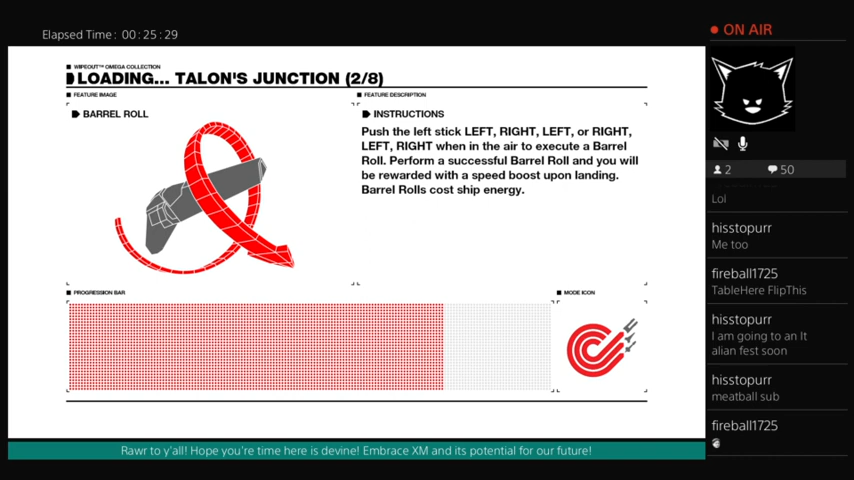 Elapsed Time: 00:25:29
ON AIR
WIPEOUT™ OMEGA COLLECTION
LOADING... TALON'S JUNCTION (2/8)
FEATURE IMAGE
FEATURE DESCRIPTION
BARREL ROLL
INSTRUCTIONS
Push the left stick LEFT, RIGHT, LEFT, or RIGHT,
LEFT, RIGHT when in the air to execute a Barrel
Roll. Perform a successful Barrel Roll and you will
be rewarded with a speed boost upon landing.
Barrel Rolls cost ship energy.
PROGRESSION BAR
MODE ICON
2
50
Lol
hisstopurr
Me too
fireball1725
TableHere FlipThis
hisstopurr
I am going to an It
alian fest soon
hisstopurr
meatball sub
fireball1725
Rawr to y'all! Hope you're time here is devine! Embrace XM and its potential for our future!